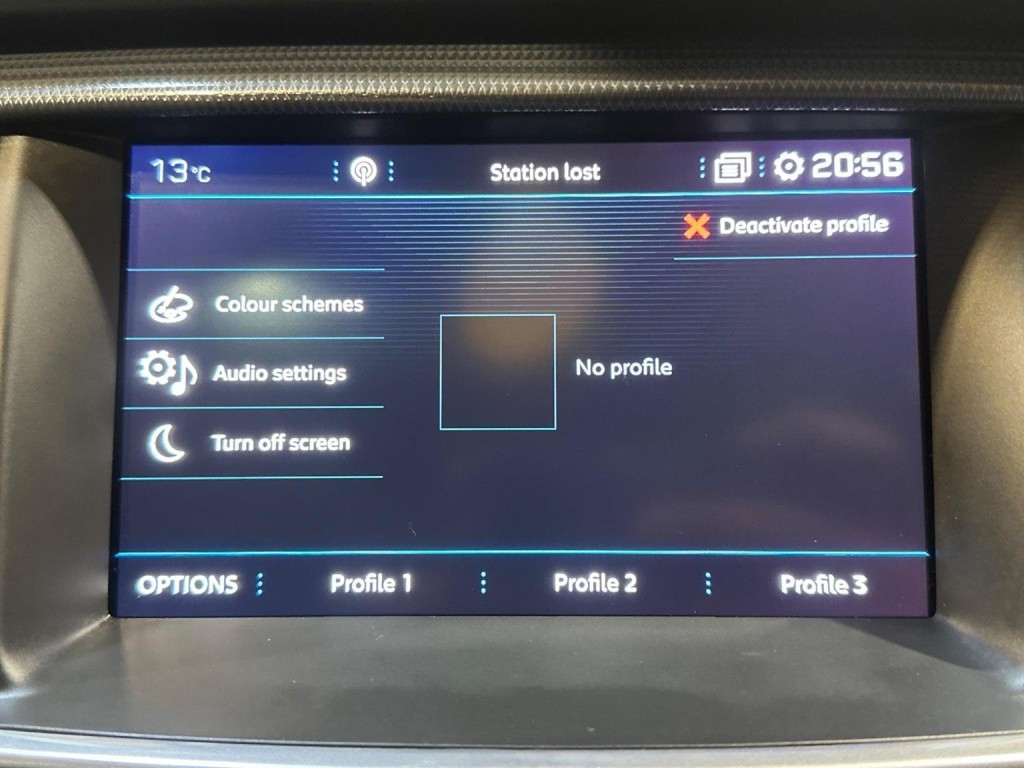 13°C
Station lost
20:56
Deactivate profile
Colour schemes
Audio settings
No profile
Turn off screen
OPTIONS
Profile 1
Profile 2
Profile 3